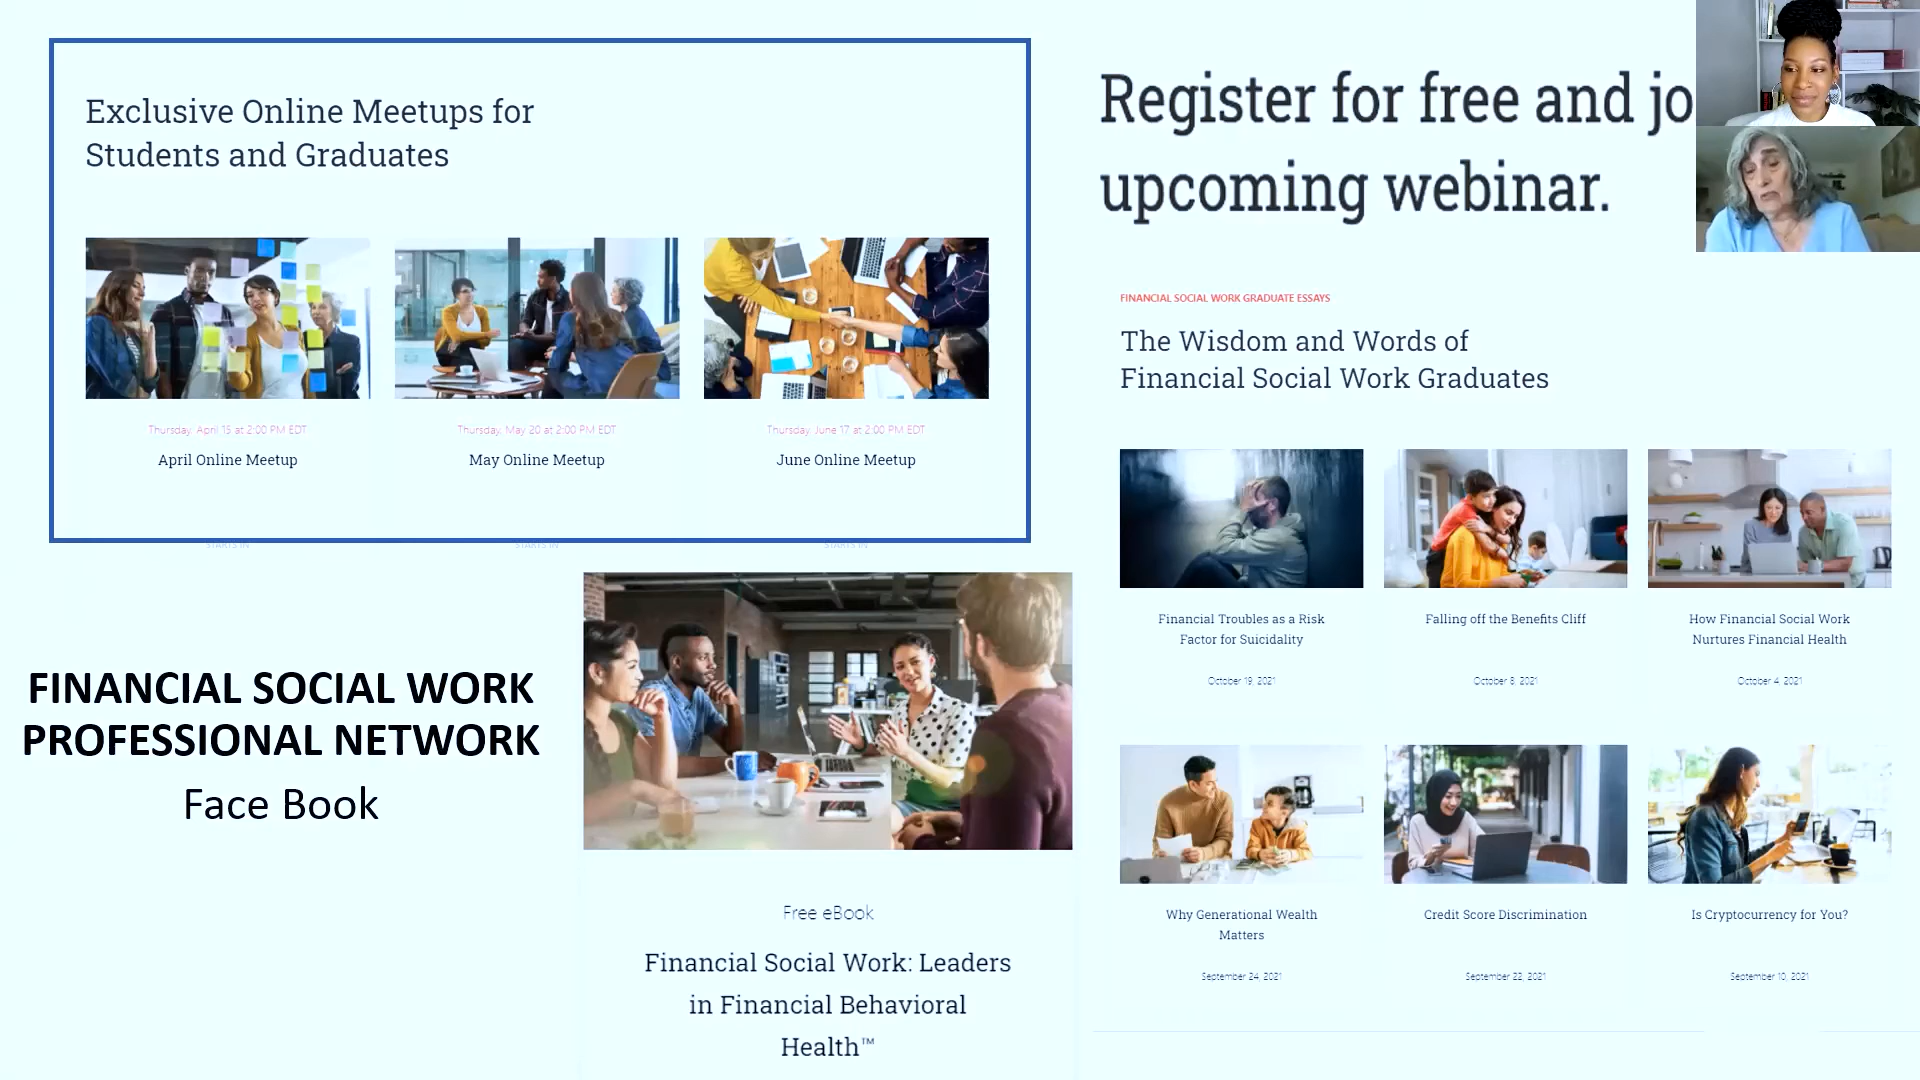 Exclusive Online Meetups for
Students and Graduates
Thursday, April 15 at 2:00 PM EDT
April Online Meetup
Thursday, May 20 at 2:00 PM EDT
May Online Meetup
Thursday, June 17 at 2:00 PM EDT
June Online Meetup
STARTS IN
STARTS IN
STARTS IN
FINANCIAL SOCIAL WORK
PROFESSIONAL NETWORK
Face Book
Free eBook
Financial Social Work: Leaders
in Financial Behavioral
Health™
Register for free and jo
upcoming webinar.
FINANCIAL SOCIAL WORK GRADUATE ESSAYS
The Wisdom and Words of
Financial Social Work Graduates
Financial Troubles as a Risk
Factor for Suicidality
October 19, 2021
Falling off the Benefits Cliff
October 8, 2021
How Financial Social Work
Nurtures Financial Health
October 4, 2021
Why Generational Wealth
Matters
September 24, 2021
Credit Score Discrimination
September 22, 2021
Is Cryptocurrency for You?
September 10, 2021